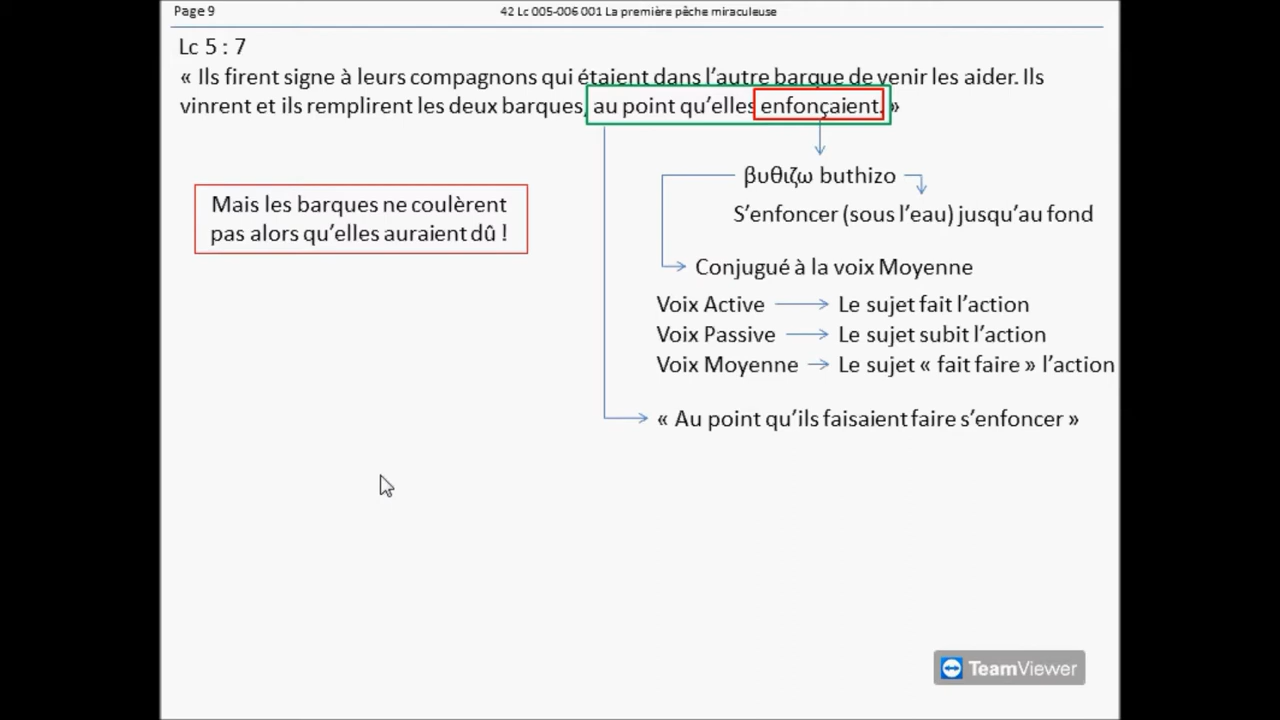 Page 9
42 Lc 005-006 001 La première pêche miraculeuse
Lc 5 : 7
« Ils firent signe à leurs compagnons qui étaient dans l’autre barque de venir les aider. Ils
vinrent et ils remplirent les deux barques, au point qu’elles enfonçaient. »
βυθιζω buthizo
Mais les barques ne coulèrent
pas alors qu’elles auraient dû !
S’enfoncer (sous l’eau) jusqu’au fond
Conjugué à la voix Moyenne
Voix Active Le sujet fait l’action
Voix Passive Le sujet subit l’action
Voix Moyenne Le sujet « fait faire » l’action
« Au point qu’ils faisaient faire s’enfoncer »
TeamViewer